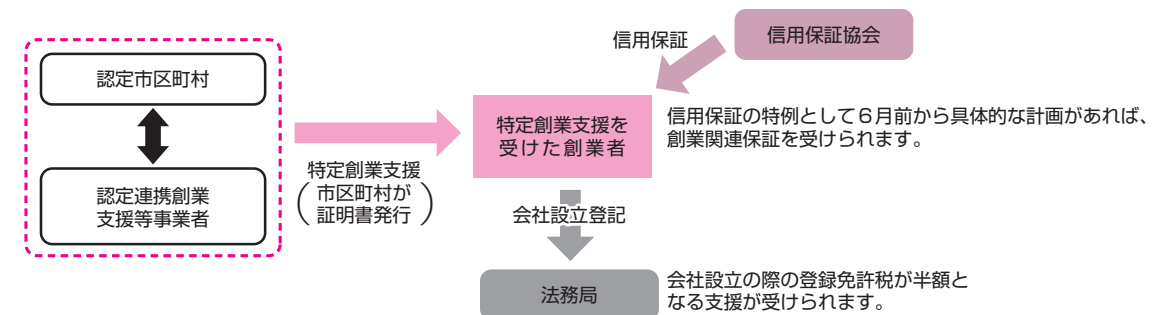 認定市区町村
認定連携創業
支援等事業者
特定創業支援
(市区町村が
証明書発行)
特定創業支援を
受けた創業者
信用保証
信用保証協会
信用保証の特例として6月前から具体的な計画があれば、
創業関連保証を受けられます。
会社設立登記
法務局
会社設立の際の登録免許税が半額と
なる支援が受けられます。